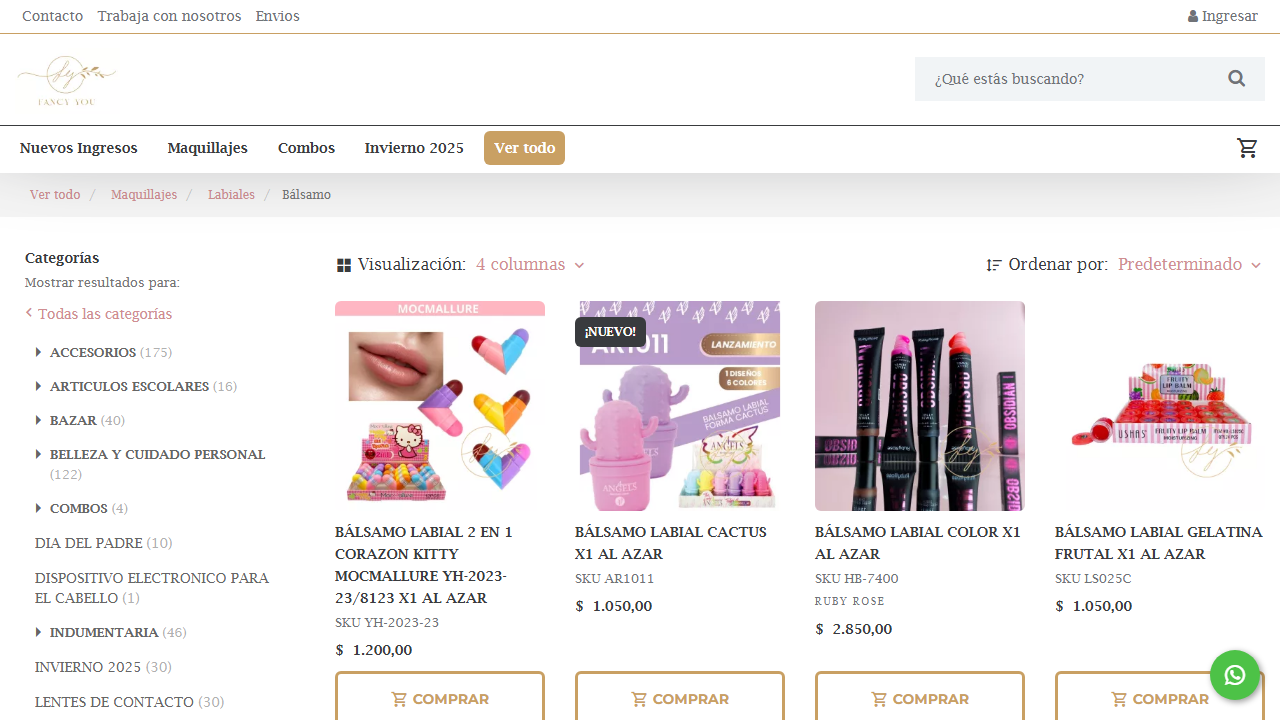 Contacto Trabaja con nosotros Envios Ingresar
FANCY YOU
¿Qué estás buscando?
Nuevos Ingresos Maquillajes Combos Invierno 2025 Ver todo
Ver todo / Maquillajes / Labiales / Bálsamo
Categorías
Mostrar resultados para:
Todas las categorías
ACCESORIOS (175)
ARTICULOS ESCOLARES (16)
BAZAR (40)
BELLEZA Y CUIDADO PERSONAL
(122)
COMBOS (4)
DIA DEL PADRE (10)
DISPOSITIVO ELECTRONICO PARA
EL CABELLO (1)
INDUMENTARIA (46)
INVIERNO 2025 (30)
LENTES DE CONTACTO (30)
Visualización: 4 columnas
Ordenar por: Predeterminado
MOCMALLURE
BÁLSAMO LABIAL 2 EN 1
CORAZON KITTY
MOCMALLURE YH-2023-
23/8123 X1 AL AZAR
SKU YH-2023-23
$ 1.200,00
COMPRAR
¡NUEVO!
AR1011
LANZAMIENTO
1 DISEÑOS
6 COLORES
BALSAMO LABIAL
FORMA CACTUS
ANGELS
BÁLSAMO LABIAL CACTUS
X1 AL AZAR
SKU AR1011
$ 1.050,00
COMPRAR
OBSIDIAN
OBSIDIAN
OBSIDIAN
BÁLSAMO LABIAL COLOR X1
AL AZAR
SKU HB-7400
RUBY ROSE
$ 2.850,00
COMPRAR
FRUITY
LIP BALM
USHAS
FRUITY LIP BALM
BÁLSAMO LABIAL GELATINA
FRUTAL X1 AL AZAR
SKU LS025C
$ 1.050,00
COMPRAR